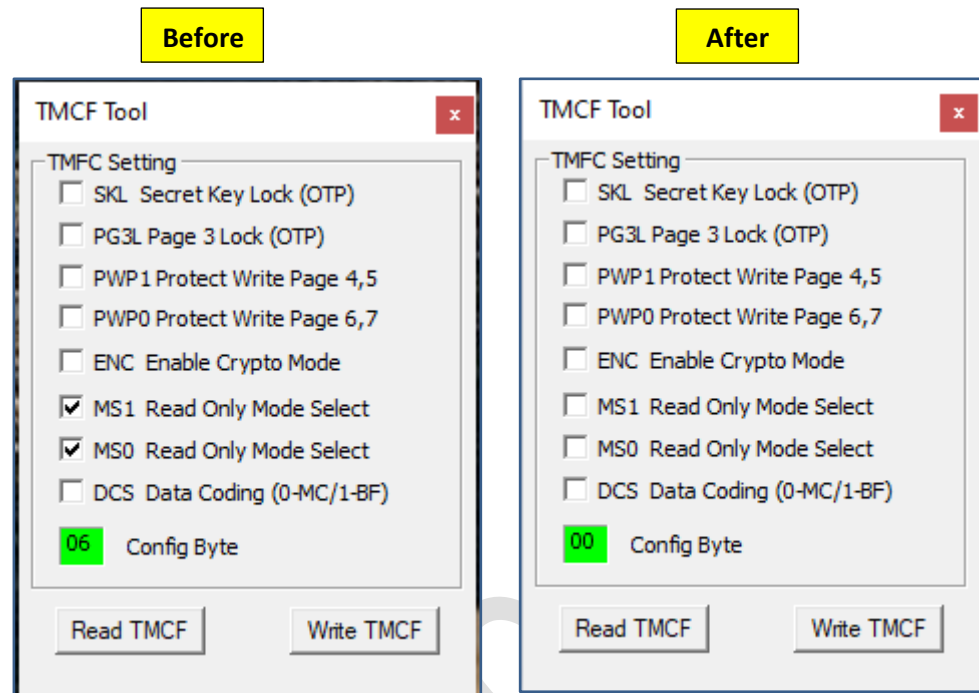 Before
TMCF Tool
x
TMFC Setting
SKL Secret Key Lock (OTP)
PG3L Page 3 Lock (OTP)
PWP1 Protect Write Page 4,5
PWP0 Protect Write Page 6,7
ENC Enable Crypto Mode
MS1 Read Only Mode Select
MS0 Read Only Mode Select
DCS Data Coding (0-MC/1-BF)
06 Config Byte
Read TMCF Write TMCF
After
TMCF Tool
x
TMFC Setting
SKL Secret Key Lock (OTP)
PG3L Page 3 Lock (OTP)
PWP1 Protect Write Page 4,5
PWP0 Protect Write Page 6,7
ENC Enable Crypto Mode
MS1 Read Only Mode Select
MS0 Read Only Mode Select
DCS Data Coding (0-MC/1-BF)
00 Config Byte
Read TMCF Write TMCF